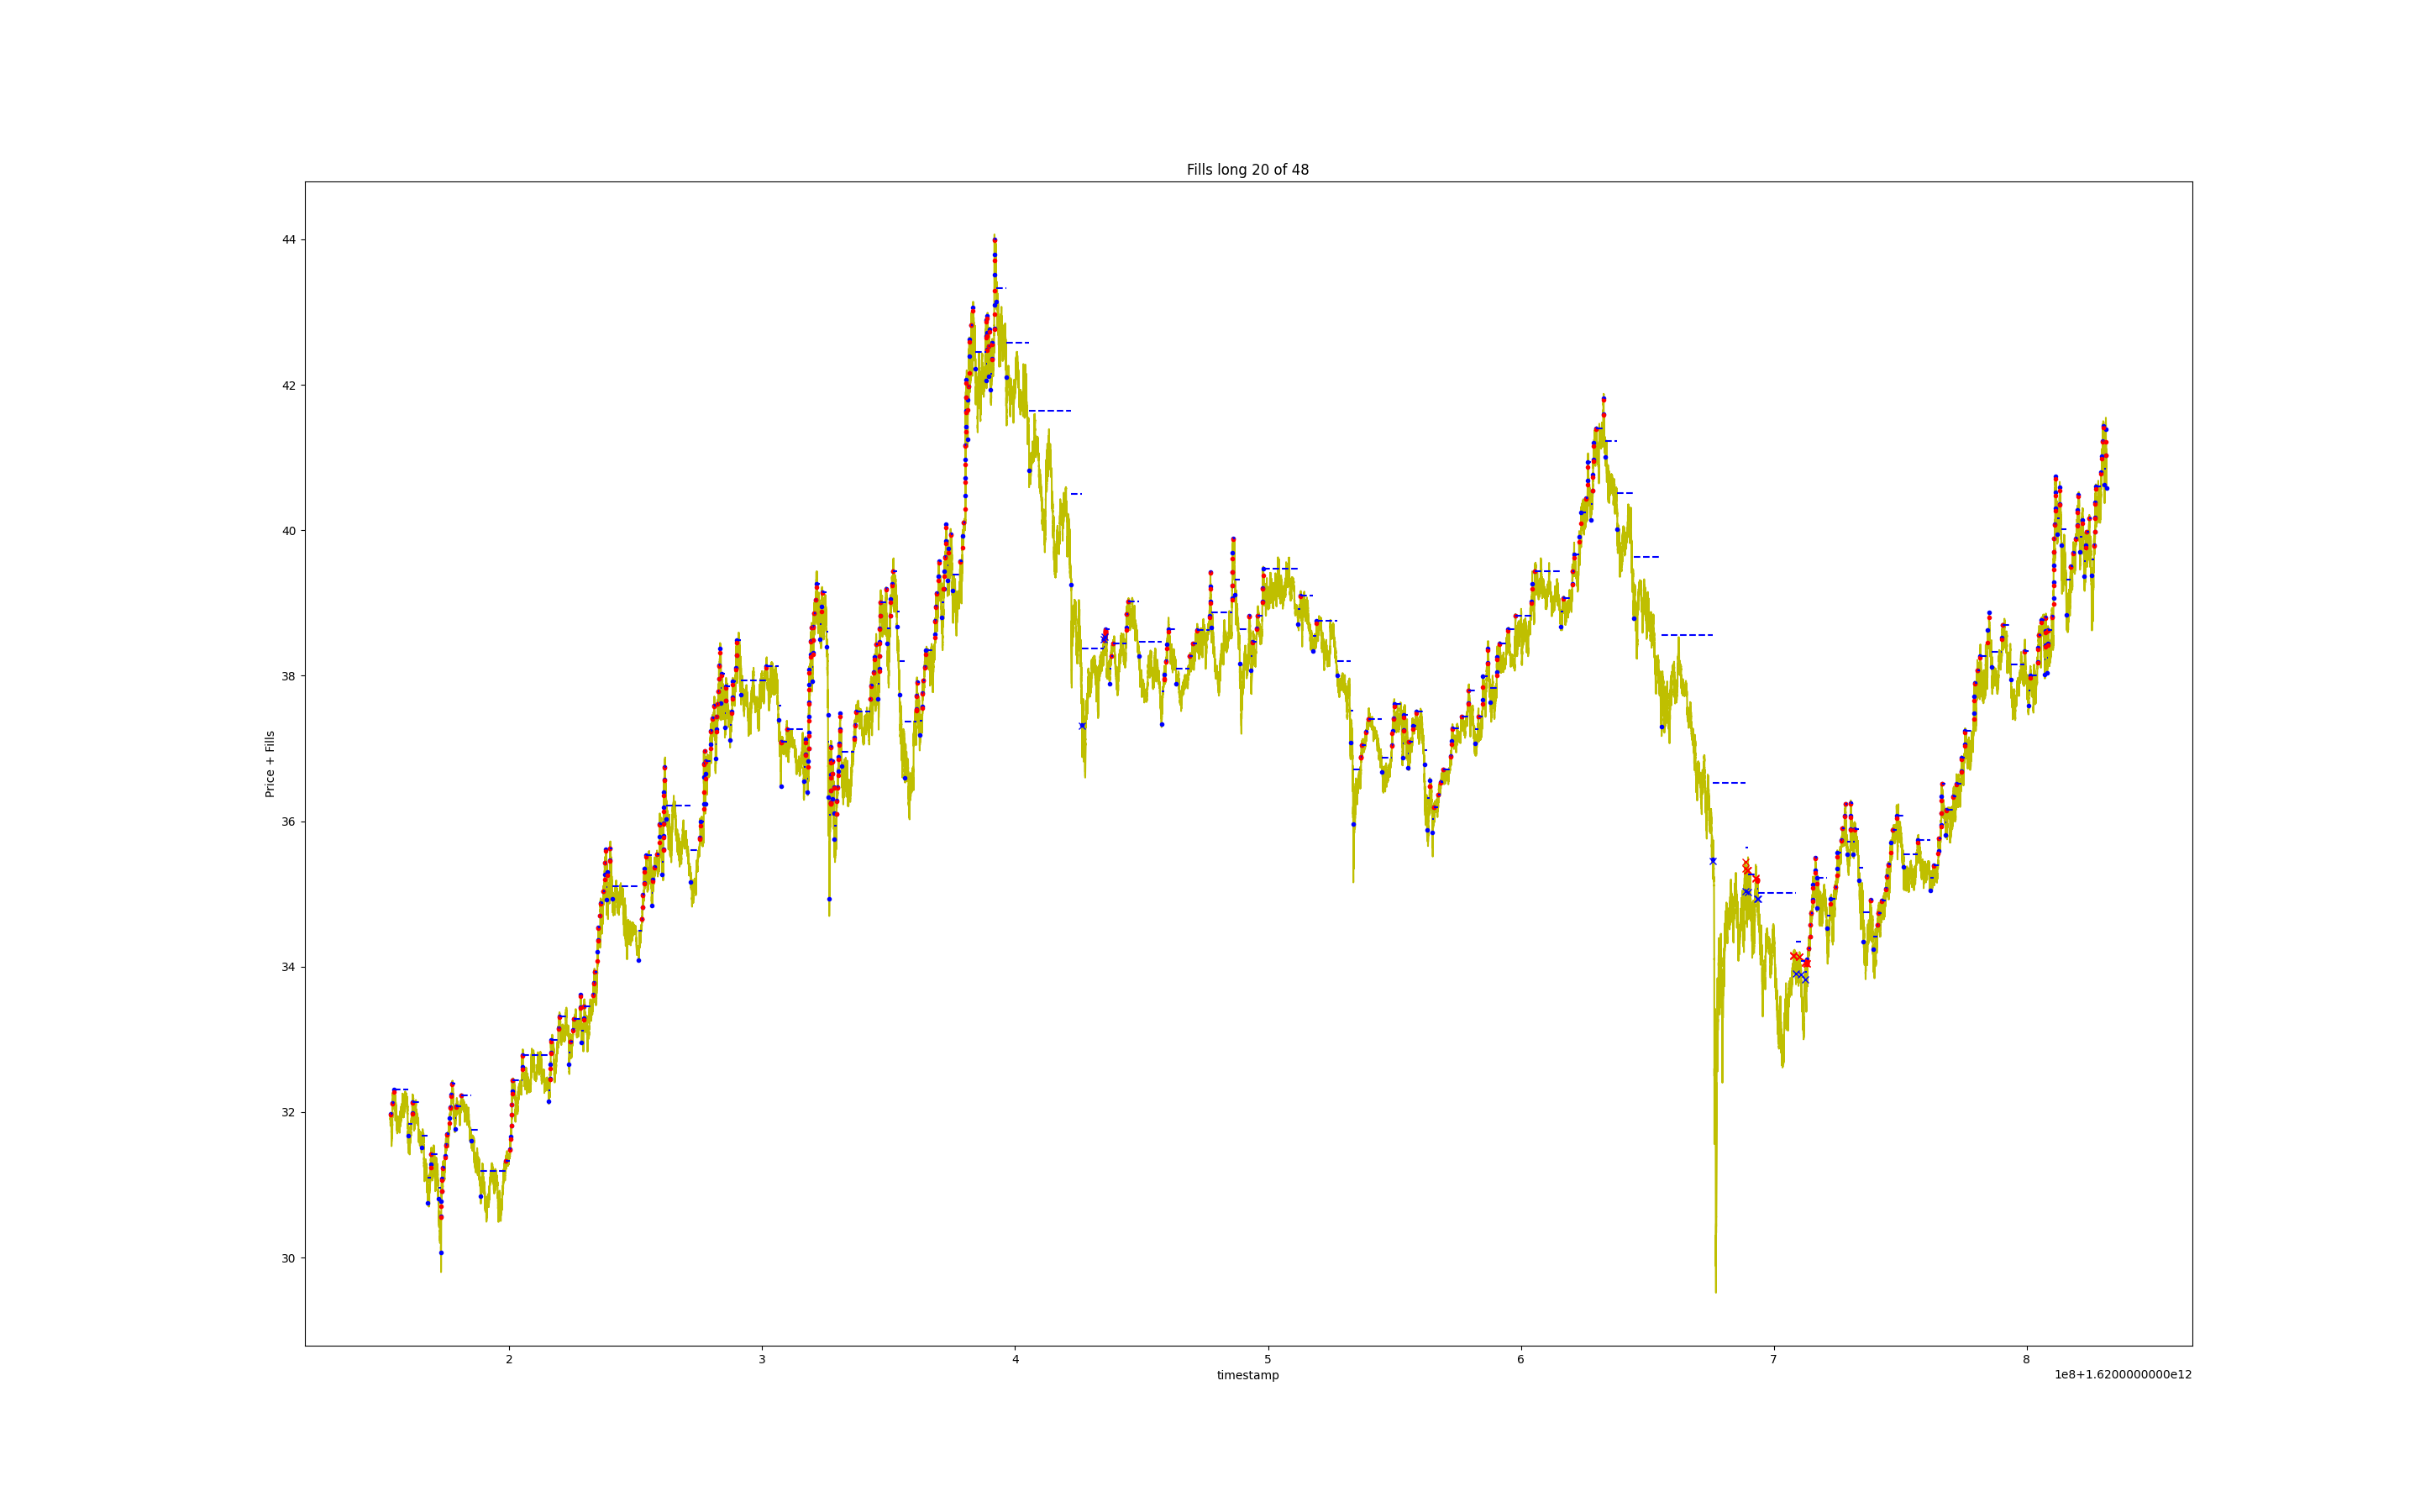 Fills long 20 of 48
44
42
40
38
36
34
32
30
Price + Fills
2 3 4 5 6 7 8
timestamp
1e8+1.6200000000e12